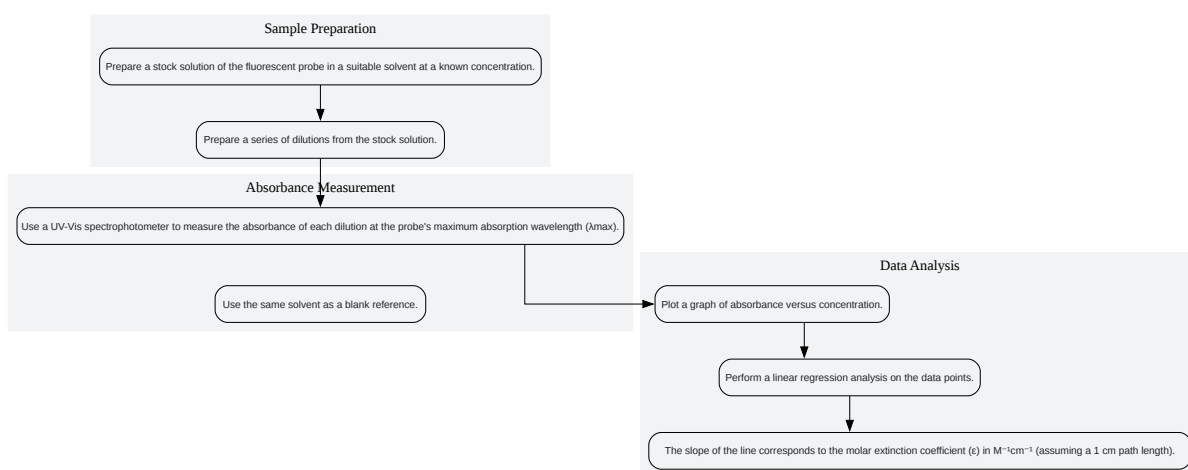 Sample Preparation
Prepare a stock solution of the fluorescent probe in a suitable solvent at a known concentration.
Prepare a series of dilutions from the stock solution.
Absorbance Measurement
Use a UV-Vis spectrophotometer to measure the absorbance of each dilution at the probe's maximum absorption wavelength (λmax).
Use the same solvent as a blank reference.
Data Analysis
Plot a graph of absorbance versus concentration.
Perform a linear regression analysis on the data points.
The slope of the line corresponds to the molar extinction coefficient (ε) in M⁻¹cm⁻¹ (assuming a 1 cm path length).